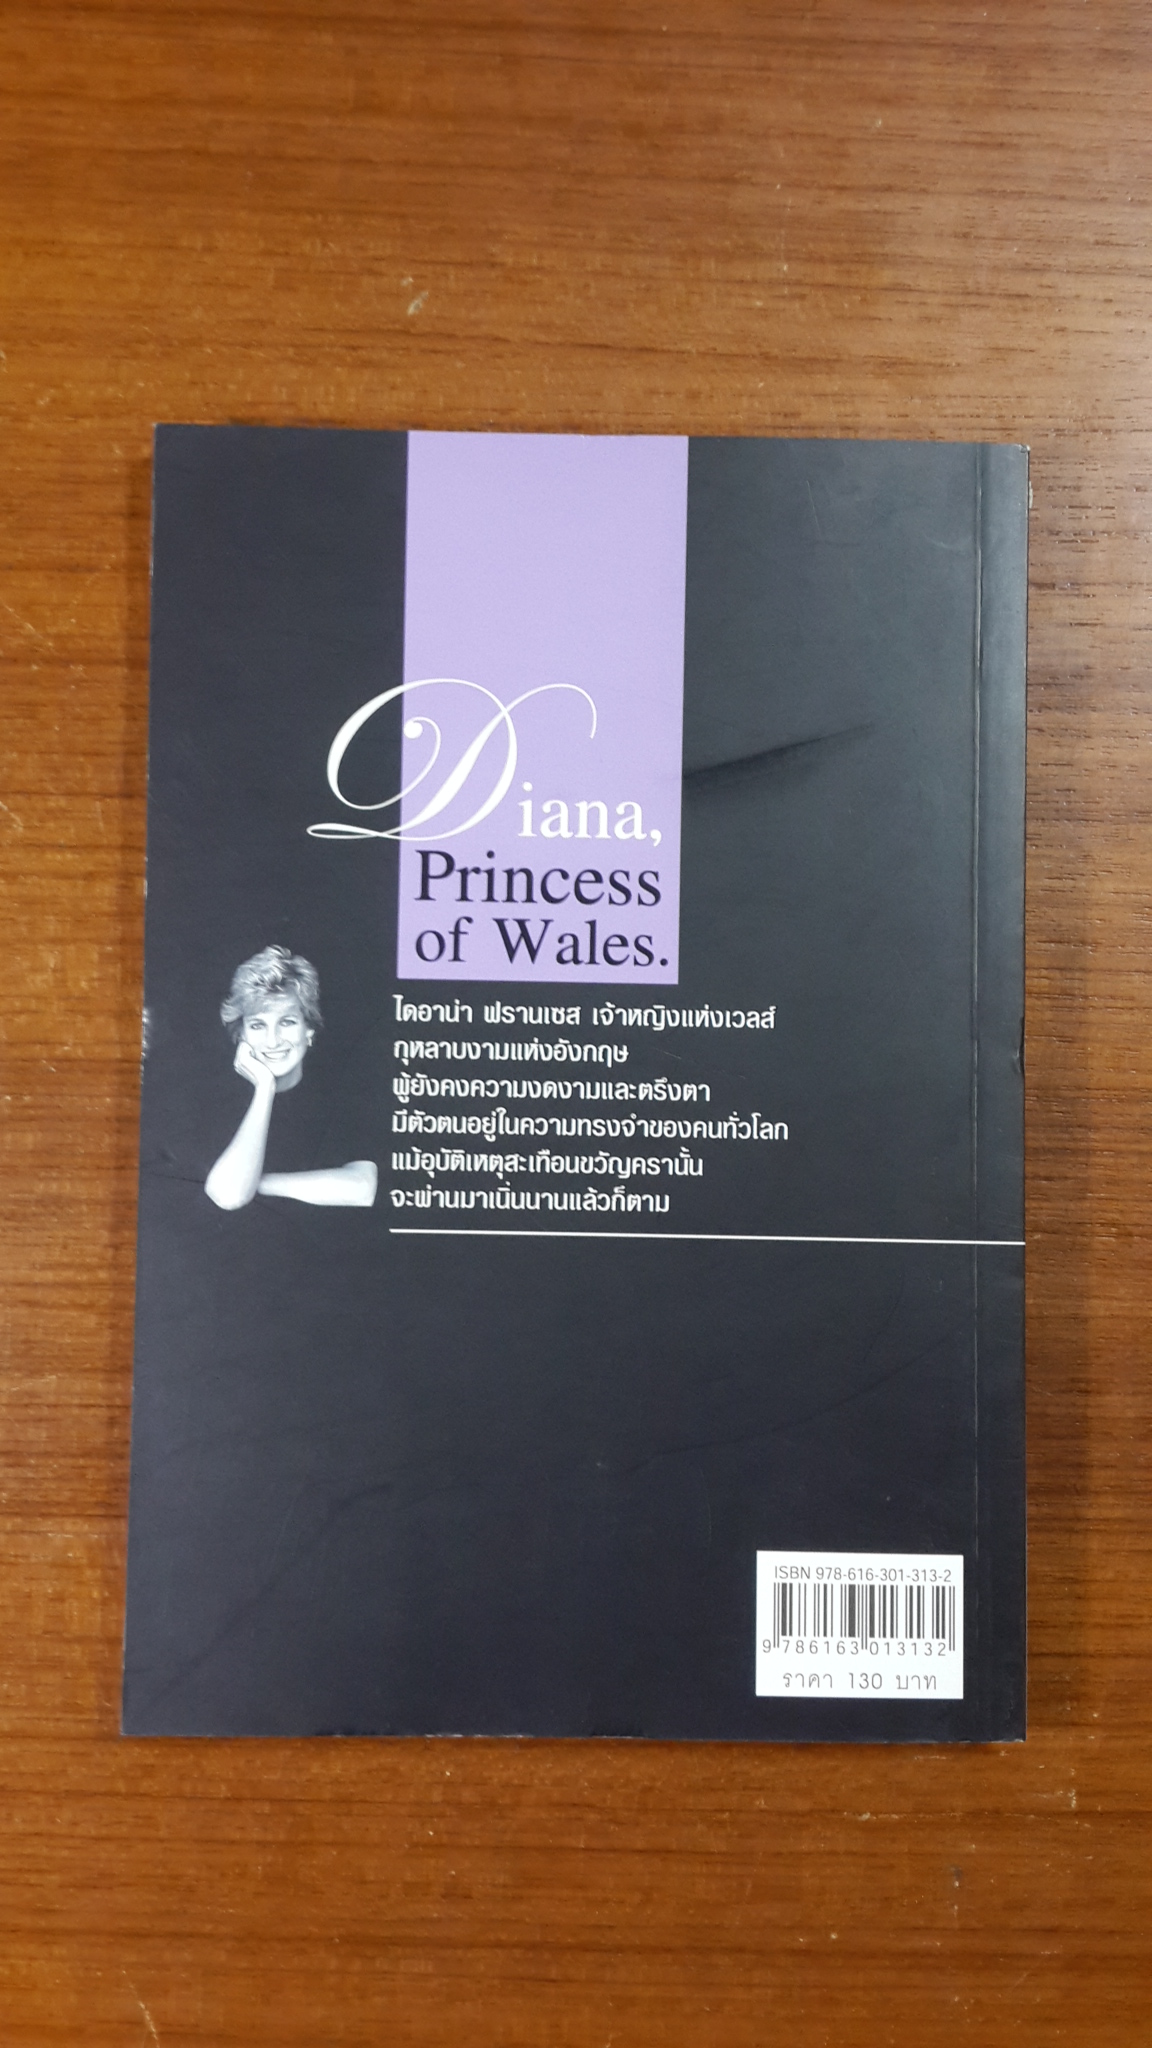 Diana,
Princess
of Wales.
ไดอาน่า ฟรานเซส เจ้าหญิงแห่งเวลส์
กุหลาบงามแห่งอังกฤษ
ผู้ยังคงความงดงามและตรึงตา
มีตัวตนอยู่ในความทรงจำของคนทั่วโลก
แม้อุบัติเหตุสะเทือนขวัญครานั้น
จะผ่านมาเนิ่นนานแล้วก็ตาม
ISBN 978-616-301-313-2
9 786163 013132
ราคา 130 บาท